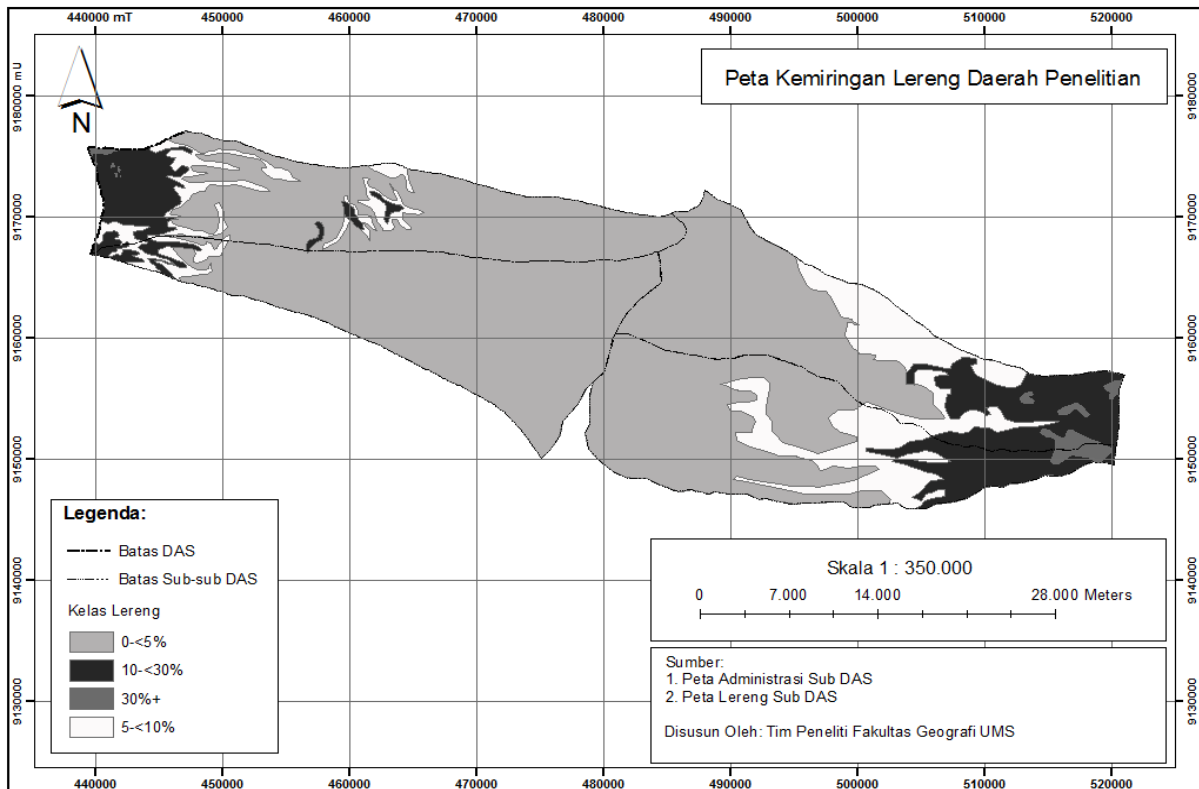 440000 mT 450000 460000 470000 480000 490000 500000 510000 520000
Peta Kemiringan Lereng Daerah Penelitian
N
9180000 mU 9180000
9170000 9170000
9160000 9160000
9150000 9150000
9140000 9140000
9130000 9130000
Legenda:
Batas DAS
Batas Sub-sub DAS
Kelas Lereng
0-<5%
10-<30%
30%+
5-<10%
Skala 1 : 350.000
0 7.000 14.000 28.000 Meters
Sumber:
1. Peta Administrasi Sub DAS
2. Peta Lereng Sub DAS
Disusun Oleh: Tim Peneliti Fakultas Geografi UMS
440000 450000 460000 470000 480000 490000 500000 510000 520000